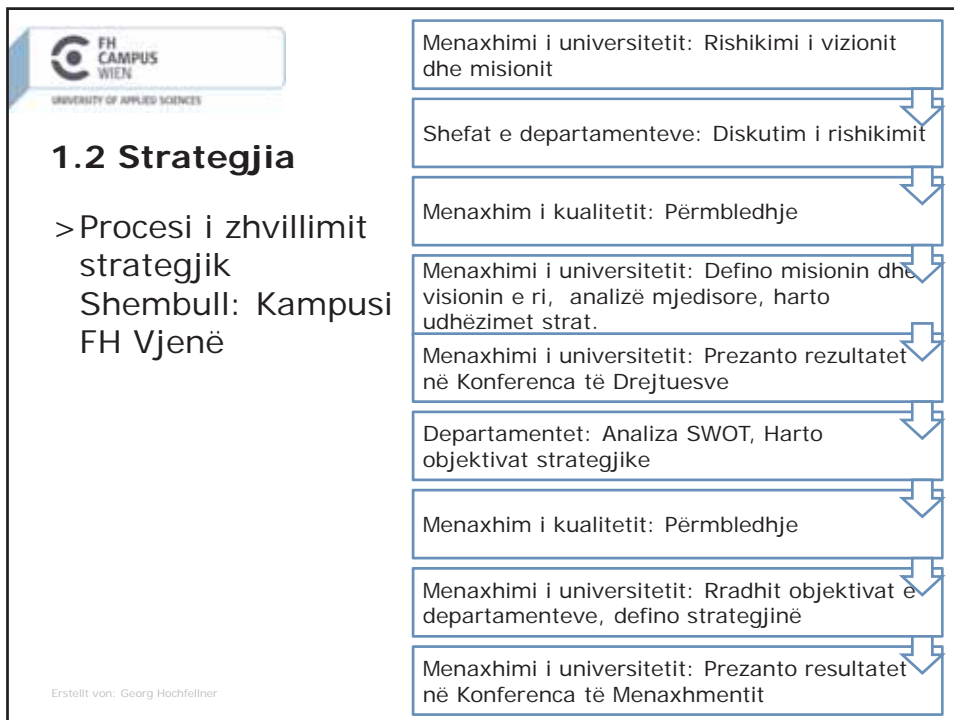 FH
CAMPUS
WIEN
UNIVERSITY OF APPLIED SCIENCES
1.2 Strategjia
>Procesi i zhvillimit
strategjik
Shembull: Kampusi
FH Vjenë
Menaxhimi i universitetit: Rishikimi i vizionit
dhe misionit
Shefat e departamenteve: Diskutim i rishikimit
Menaxhim i kualitetit: Përmbledhje
Menaxhimi i universitetit: Defino misionin dhe
visionin e ri, analizë mjedisore, harto
udhëzimet strat.
Menaxhimi i universitetit: Prezanto rezultatet
në Konferenca të Drejtuesve
Departamentet: Analiza SWOT, Harto
objektivat strategjike
Menaxhim i kualitetit: Përmbledhje
Menaxhimi i universitetit: Rradhit objektivat e
departamenteve, defino strategjinë
Menaxhimi i universitetit: Prezanto resultatet
në Konferenca të Menaxhmentit
Erstellt von: Georg Hochfellner